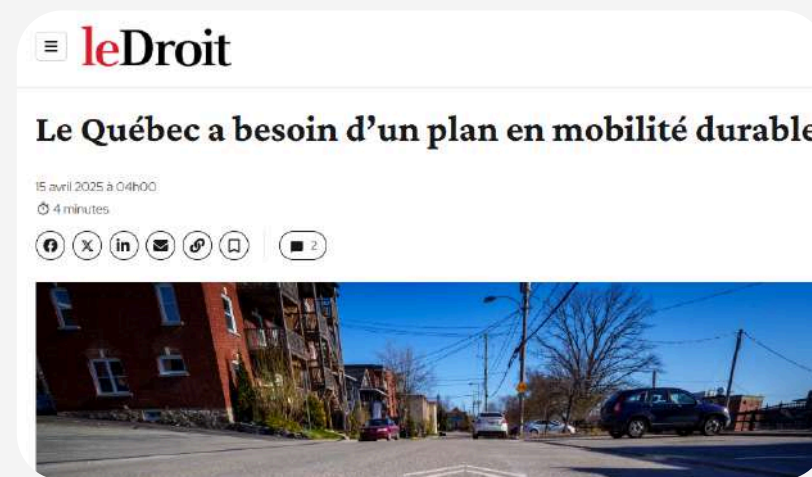 leDroit
Le Québec a besoin d’un plan en mobilité durable
15 avril 2025 à 04h00
4 minutes
2